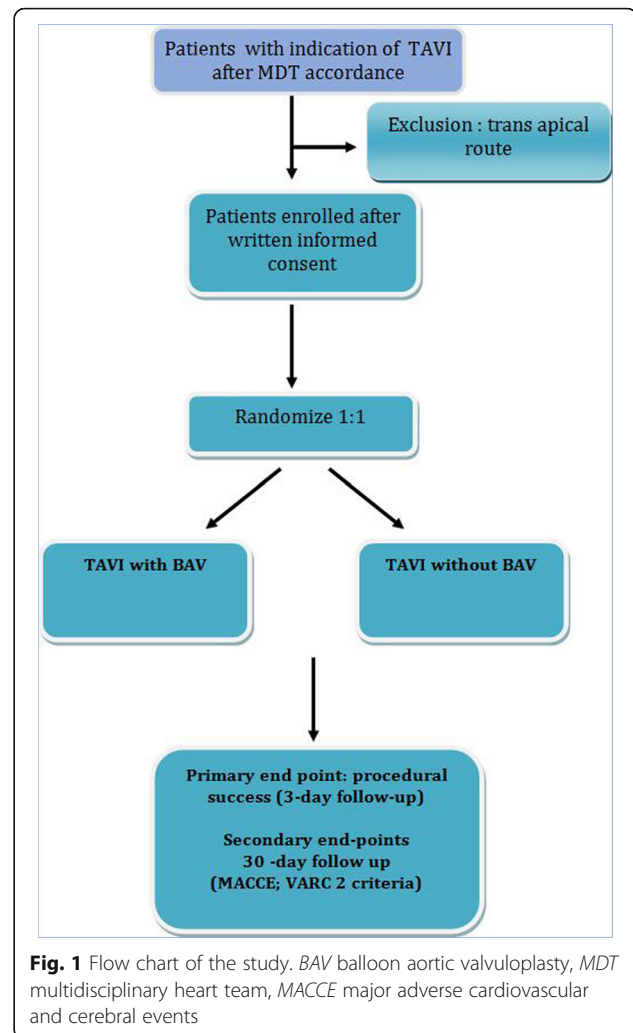 Patients with indication of TAVI
after MDT accordance
Exclusion : trans apical
route
Patients enrolled after
written informed
consent
Randomize 1:1
TAVI with BAV
TAVI without BAV
Primary end point: procedural
success (3-day follow-up)
Secondary end-points
30 -day follow up
(MACCE; VARC 2 criteria)
Fig. 1 Flow chart of the study. BAV balloon aortic valvuloplasty, MDT
multidisciplinary heart team, MACCE major adverse cardiovascular
and cerebral events